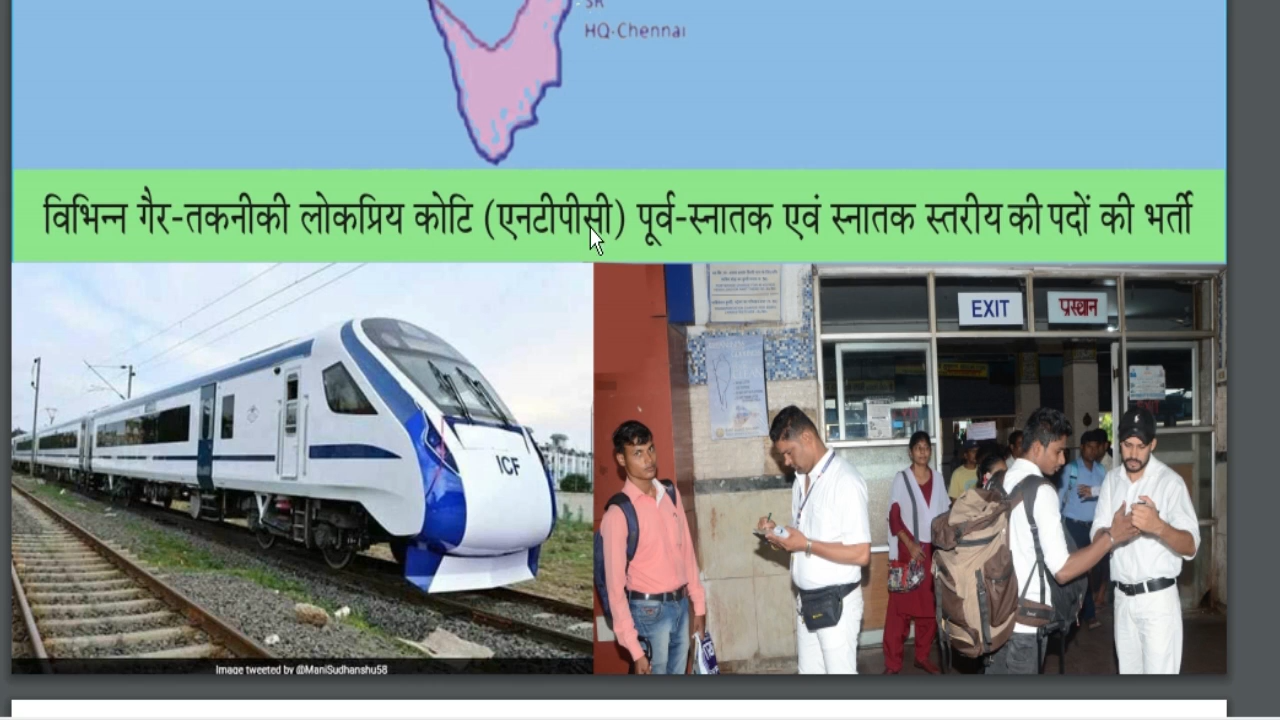 SR
HQ-Chennai
विभिन्न गैर-तकनीकी लोकप्रिय कोटि (एनटीपीसी) पूर्व-स्नातक एवं स्नातक स्तरीय की पदों की भर्ती
EXIT
प्रस्थान
ICF
Image tweeted by @ManiSudhanshu58